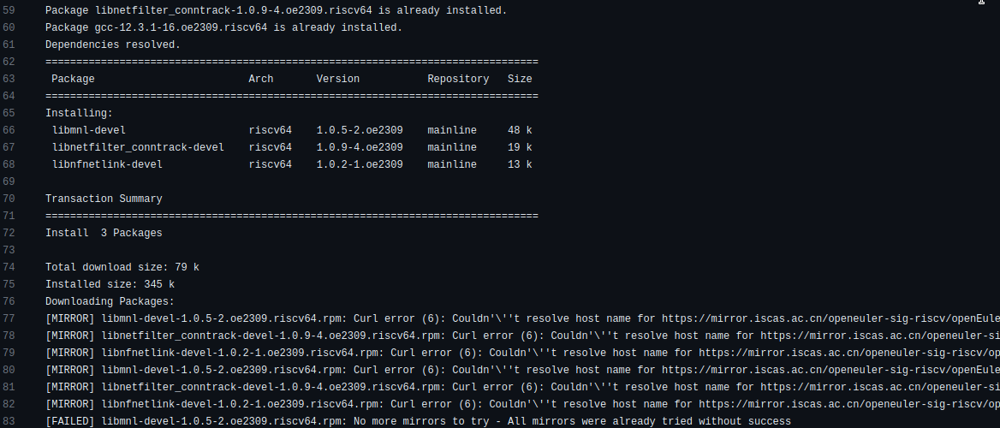 59 Package libnetfilter_conntrack-1.0.9-4.oe2309.riscv64 is already installed.
60 Package gcc-12.3.1-16.oe2309.riscv64 is already installed.
61 Dependencies resolved.
62 ================================================================================
63 Package Arch Version Repository Size
64 ================================================================================
65 Installing:
66 libmnl-devel riscv64 1.0.5-2.oe2309 mainline 48 k
67 libnetfilter_conntrack-devel riscv64 1.0.9-4.oe2309 mainline 19 k
68 libnfnetlink-devel riscv64 1.0.2-1.oe2309 mainline 13 k
69
70 Transaction Summary
71 ================================================================================
72 Install  3 Packages
73
74 Total download size: 79 k
75 Installed size: 345 k
76 Downloading Packages:
77 [MIRROR] libmnl-devel-1.0.5-2.oe2309.riscv64.rpm: Curl error (6): Couldn'\''t resolve host name for https://mirror.iscas.ac.cn/openeuler-sig-riscv/openEule
78 [MIRROR] libnetfilter_conntrack-devel-1.0.9-4.oe2309.riscv64.rpm: Curl error (6): Couldn'\''t resolve host name for https://mirror.iscas.ac.cn/openeuler-si
79 [MIRROR] libnfnetlink-devel-1.0.2-1.oe2309.riscv64.rpm: Curl error (6): Couldn'\''t resolve host name for https://mirror.iscas.ac.cn/openeuler-sig-riscv/op
80 [MIRROR] libmnl-devel-1.0.5-2.oe2309.riscv64.rpm: Curl error (6): Couldn'\''t resolve host name for https://mirror.iscas.ac.cn/openeuler-sig-riscv/openEule
81 [MIRROR] libnetfilter_conntrack-devel-1.0.9-4.oe2309.riscv64.rpm: Curl error (6): Couldn'\''t resolve host name for https://mirror.iscas.ac.cn/openeuler-si
82 [MIRROR] libnfnetlink-devel-1.0.2-1.oe2309.riscv64.rpm: Curl error (6): Couldn'\''t resolve host name for https://mirror.iscas.ac.cn/openeuler-sig-riscv/op
83 [FAILED] libmnl-devel-1.0.5-2.oe2309.riscv64.rpm: No more mirrors to try - All mirrors were already tried without success